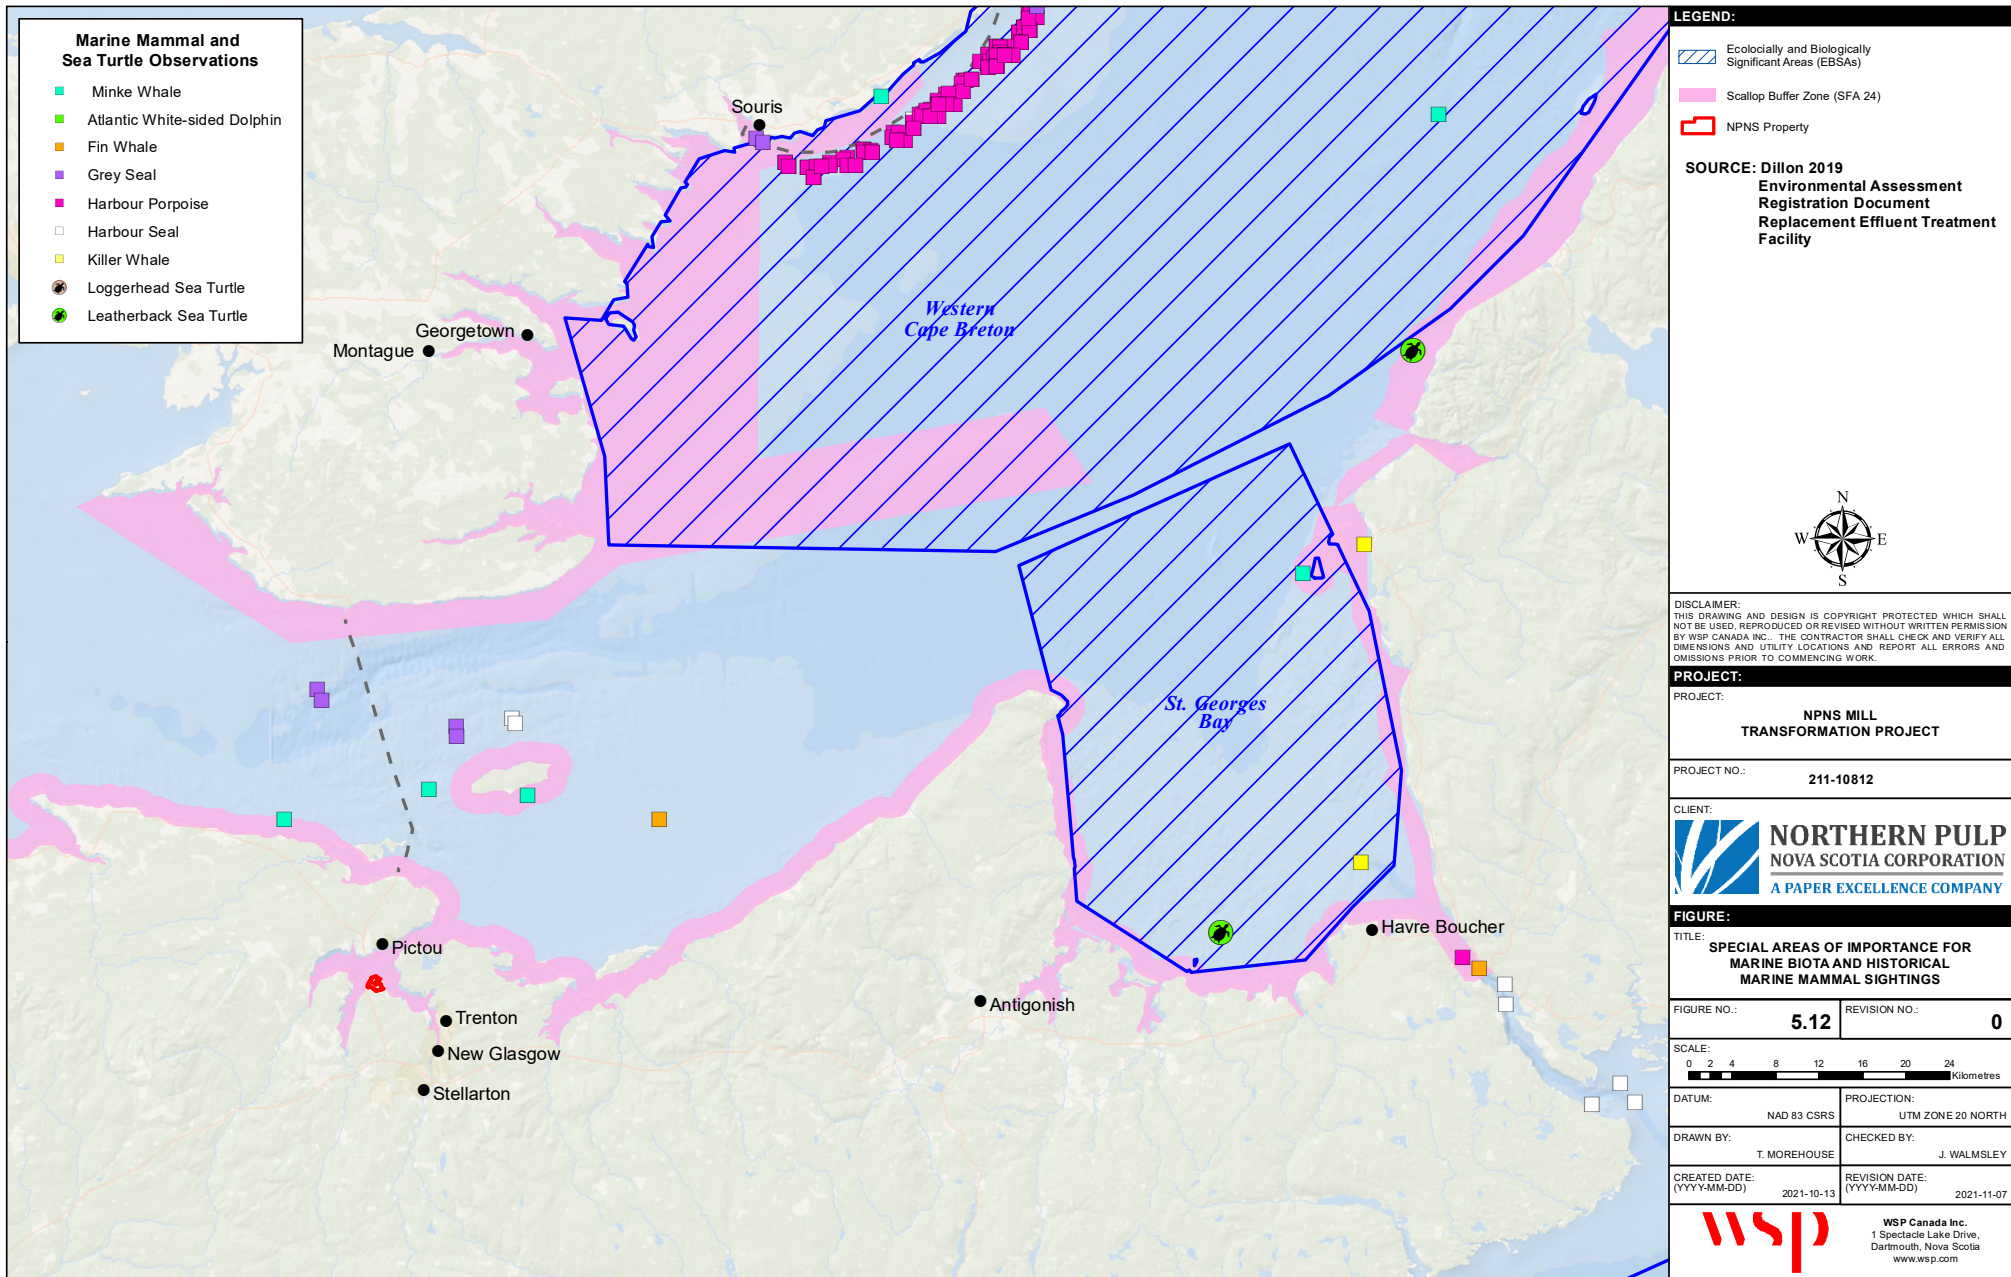 Marine Mammal and
Sea Turtle Observations
Minke Whale
Atlantic White-sided Dolphin
Fin Whale
Grey Seal
Harbour Porpoise
Harbour Seal
Killer Whale
Loggerhead Sea Turtle
Leatherback Sea Turtle
Souris
Georgetown
Montague
Western
Cape Breton
St. Georges
Bay
Pictou
Trenton
New Glasgow
Stellarton
Antigonish
Havre Boucher
LEGEND:
Ecolocially and Biologically
Significant Areas (EBSAs)
Scallop Buffer Zone (SFA 24)
NPNS Property
SOURCE: Dillon 2019
Environmental Assessment
Registration Document
Replacement Effluent Treatment
Facility
N
W E
S
DISCLAIMER:
THIS DRAWING AND DESIGN IS COPYRIGHT PROTECTED WHICH SHALL
NOT BE USED, REPRODUCED OR REVISED WITHOUT WRITTEN PERMISSION
BY WSP CANADA INC.. THE CONTRACTOR SHALL CHECK AND VERIFY ALL
DIMENSIONS AND UTILITY LOCATIONS AND REPORT ALL ERRORS AND
OMISSIONS PRIOR TO COMMENCING WORK.
PROJECT:
PROJECT:
NPNS MILL
TRANSFORMATION PROJECT
PROJECT NO.:
211-10812
CLIENT:
NORTHERN PULP
NOVA SCOTIA CORPORATION
A PAPER EXCELLENCE COMPANY
FIGURE:
TITLE:
SPECIAL AREAS OF IMPORTANCE FOR
MARINE BIOTA AND HISTORICAL
MARINE MAMMAL SIGHTINGS
FIGURE NO.: 5.12 REVISION NO.: 0
SCALE:
0 2 4 8 12 16 20 24
Kilometres
DATUM: PROJECTION:
NAD 83 CSRS UTM ZONE 20 NORTH
DRAWN BY: CHECKED BY:
T. MOREHOUSE J. WALMSLEY
CREATED DATE: REVISION DATE:
(YYYY-MM-DD) 2021-10-13 (YYYY-MM-DD) 2021-11-07
wsp
WSP Canada Inc.
1 Spectacle Lake Drive,
Dartmouth, Nova Scotia
www.wsp.com